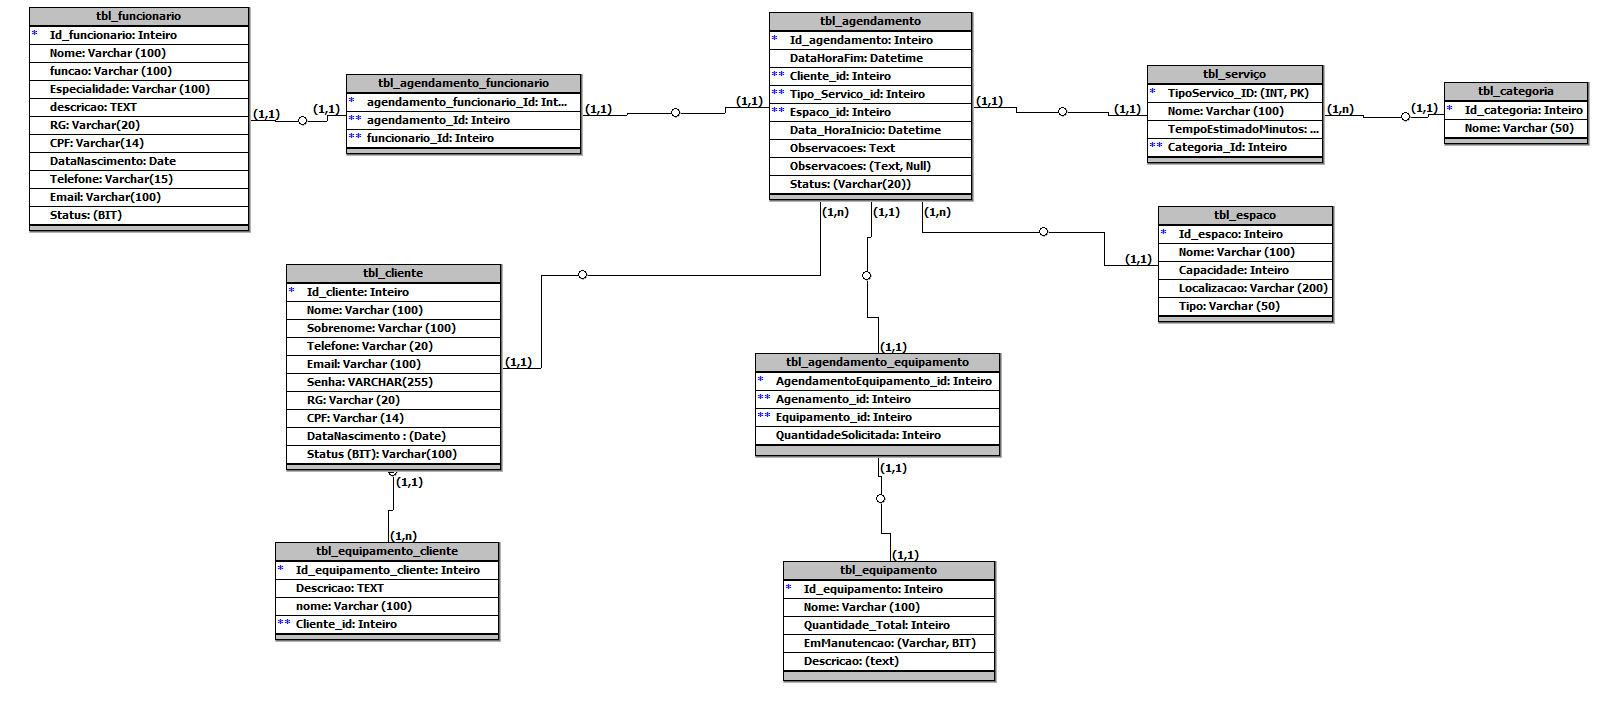 tbl_funcionario
* Id_funcionario: Inteiro
Nome: Varchar (100)
funcao: Varchar (100)
Especialidade: Varchar (100)
descricao: TEXT
RG: Varchar(20)
CPF: Varchar(14)
DataNascimento: Date
Telefone: Varchar(15)
Email: Varchar(100)
Status: (BIT)
(1,1)
(1,1)
tbl_agendamento_funcionario
* agendamento_funcionario_Id: Int...
** agendamento_Id: Inteiro
** funcionario_Id: Inteiro
(1,1)
(1,1)
tbl_agendamento
* Id_agendamento: Inteiro
DataHoraFim: Datetime
** Cliente_id: Inteiro
** Tipo_Servico_id: Inteiro
** Espaco_id: Inteiro
Data_HoraInicio: Datetime
Observacoes: Text
Observacoes: (Text, Null)
Status: (Varchar(20))
(1,1)
(1,1)
tbl_serviço
* TipoServico_ID: (INT, PK)
Nome: Varchar (100)
TempoEstimadoMinutos: ...
** Categoria_Id: Inteiro
(1,n)
(1,1)
tbl_categoria
* Id_categoria: Inteiro
Nome: Varchar (50)
(1,n)
(1,1)
(1,n)
(1,1)
tbl_espaco
* Id_espaco: Inteiro
Nome: Varchar (100)
Capacidade: Inteiro
Localizacao: Varchar (200)
Tipo: Varchar (50)
tbl_cliente
* Id_cliente: Inteiro
Nome: Varchar (100)
Sobrenome: Varchar (100)
Telefone: Varchar (20)
Email: Varchar (100)
Senha: VARCHAR(255)
RG: Varchar (20)
CPF: Varchar (14)
DataNascimento : (Date)
Status (BIT): Varchar(100)
(1,1)
(1,1)
(1,n)
tbl_equipamento_cliente
* Id_equipamento_cliente: Inteiro
Descricao: TEXT
nome: Varchar (100)
** Cliente_id: Inteiro
(1,1)
tbl_agendamento_equipamento
* AgendamentoEquipamento_id: Inteiro
** Agenamento_id: Inteiro
** Equipamento_id: Inteiro
QuantidadeSolicitada: Inteiro
(1,1)
(1,1)
tbl_equipamento
* Id_equipamento: Inteiro
Nome: Varchar (100)
Quantidade_Total: Inteiro
EmManutencao: (Varchar, BIT)
Descricao: (text)